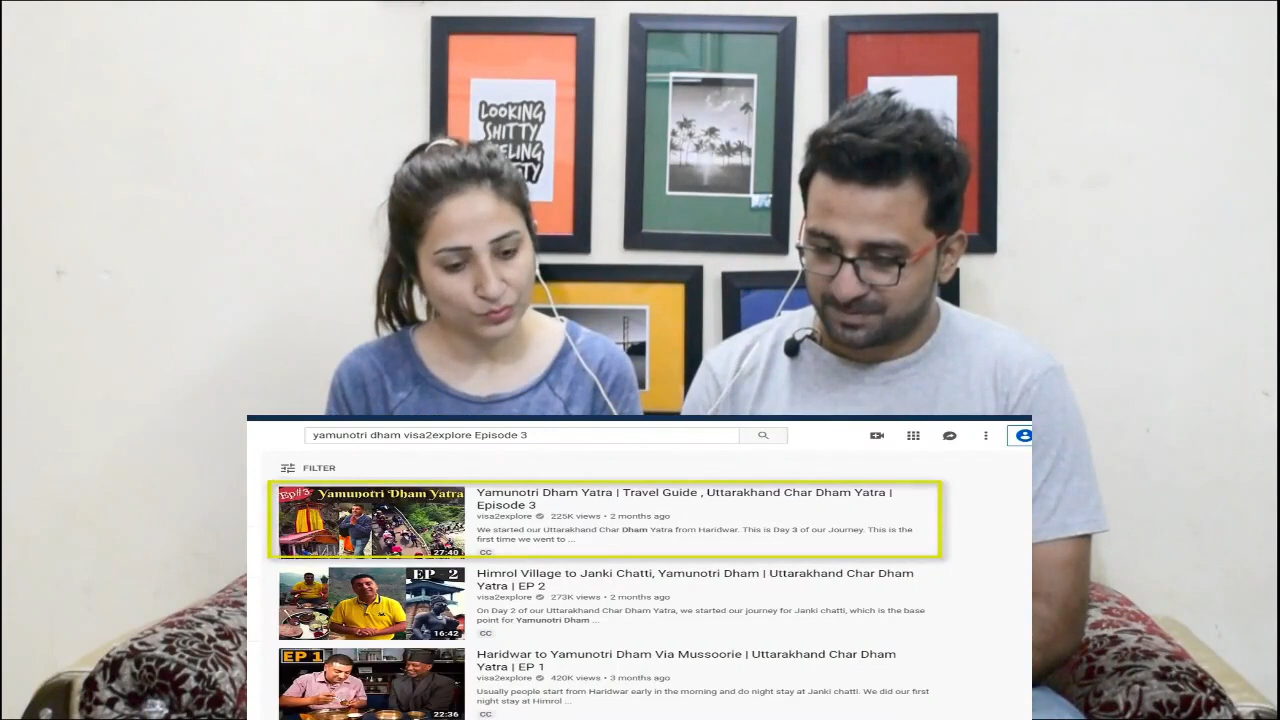 LOOKING
SHITTY
yamunotri dham visa2explore Episode 3
FILTER
Ep#3
Yamunotri Dham Yatra
27:40
Yamunotri Dham Yatra | Travel Guide , Uttarakhand Char Dham Yatra |
Episode 3
visa2explore 225K views • 2 months ago
We started our Uttarakhand Char Dham Yatra from Haridwar. This is Day 3 of our Journey. This is the
first time we went to ...
CC
EP - 2
16:42
Himrol Village to Janki Chatti, Yamunotri Dham | Uttarakhand Char Dham
Yatra | EP 2
visa2explore 273K views • 2 months ago
On Day 2 of our Uttarakhand Char Dham Yatra, we started our journey for Janki chatti, which is the base
point for Yamunotri Dham ...
CC
EP 1
22:36
Haridwar to Yamunotri Dham Via Mussoorie | Uttarakhand Char Dham
Yatra | EP 1
visa2explore 420K views • 3 months ago
Usually people start from Haridwar early in the morning and do night stay at Janki chatti. We did our first
night stay at Himrol ...
CC